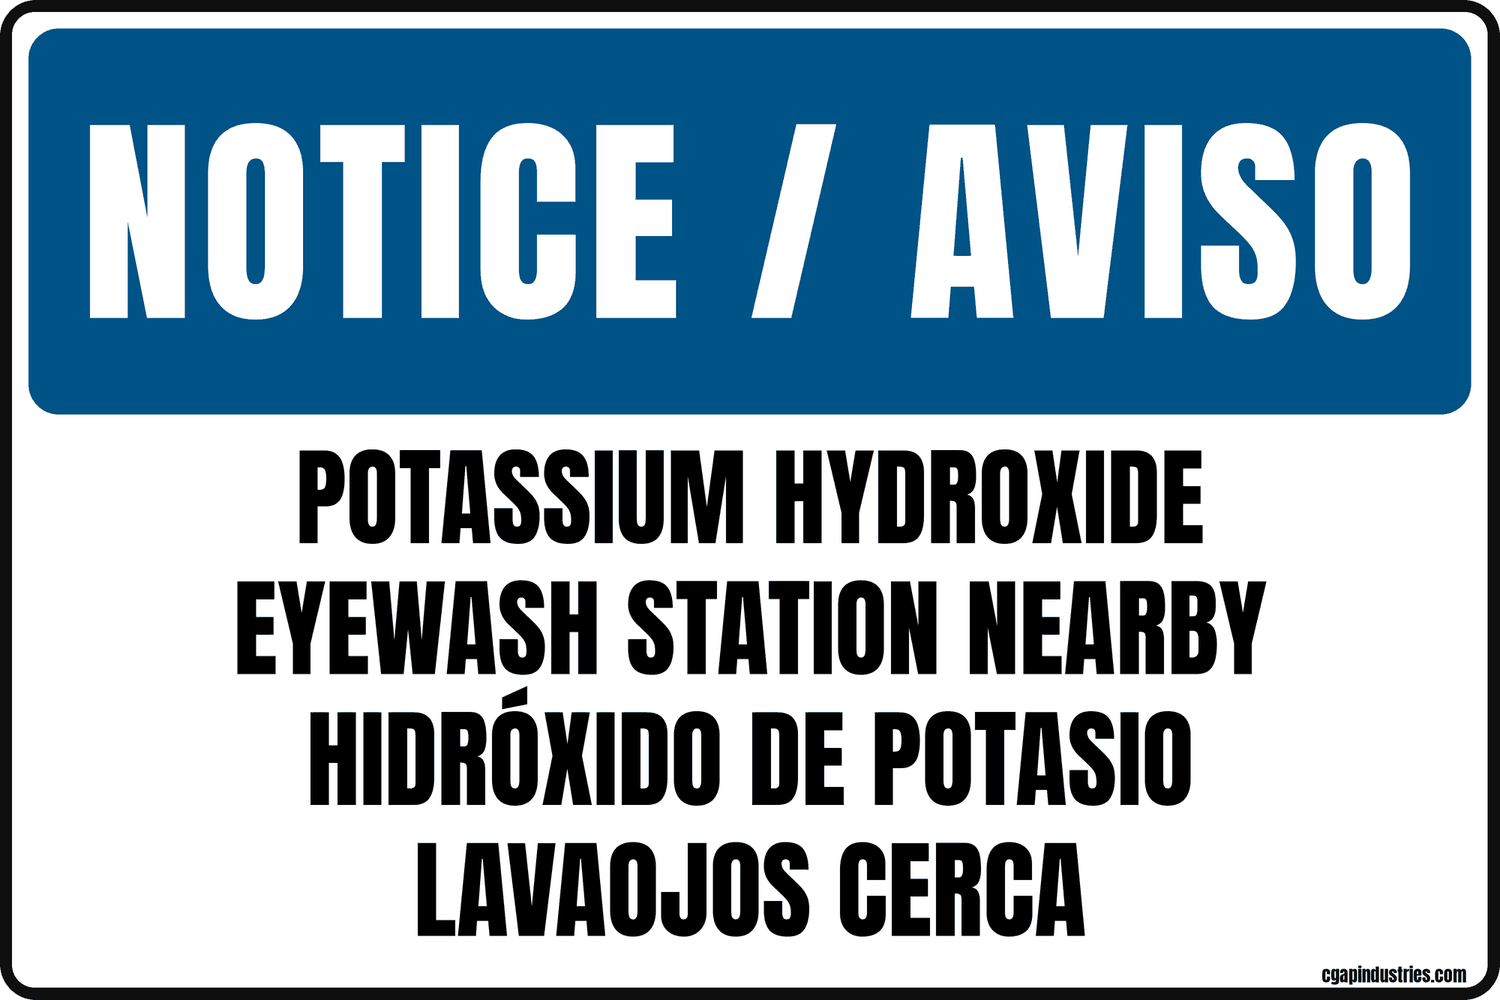 NOTICE / AVISO
POTASSIUM HYDROXIDE
EYEWASH STATION NEARBY
HIDRÓXIDO DE POTASIO
LAVAOJOS CERCA
cgapindustries.com